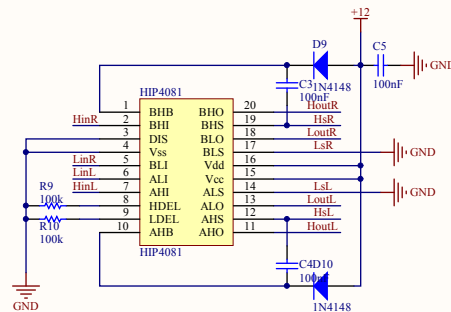 +12
D9
C5
GND
1N4148
100nF
C3
100nF
HIP4081
1 BHB BHO 20 HoutR
HinR 2 BHI BHS 19 HsR
3 DIS BLO 18 LoutR
4 Vss BLS 17 LsR GND
LinR 5 BLI Vdd 16
LinL 6 ALI Vcc 15
HinL 7 AHI ALS 14 LsL GND
R9
100k
8 HDEL ALO 13 LoutL
9 LDEL AHS 12 HsL
R10
100k
10 AHB AHO 11 HoutL
HIP4081
C4 D10
100nF
1N4148
GND